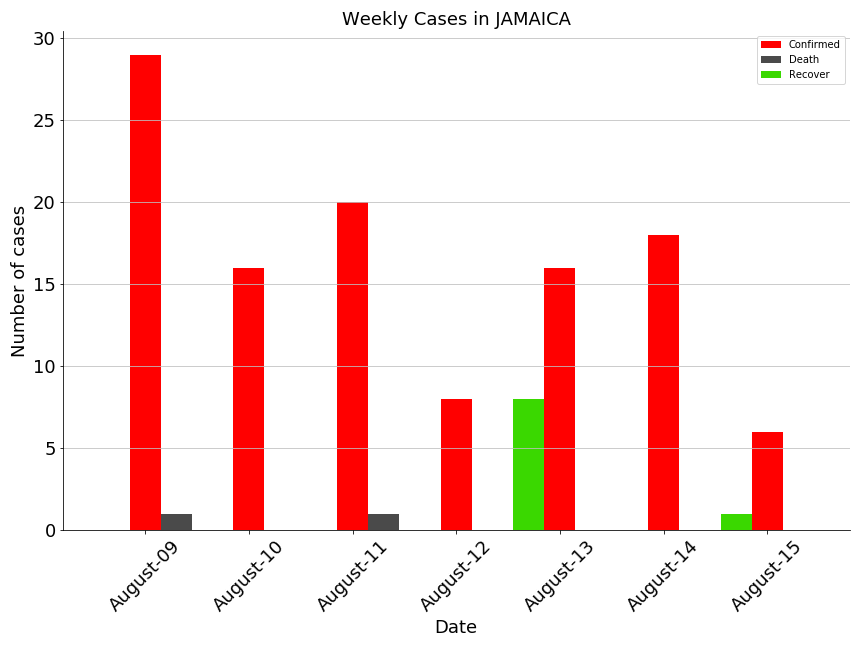 Weekly Cases in JAMAICA
Confirmed
Death
Recover
30
25
20
15
10
5
0
Number of cases
August-09
August-10
August-11
August-12
August-13
August-14
August-15
Date